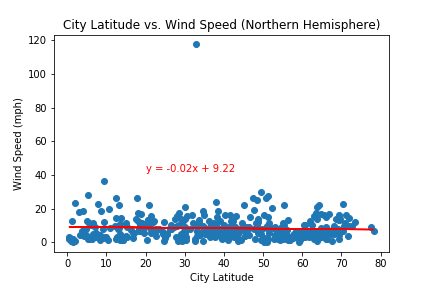 City Latitude vs. Wind Speed (Northern Hemisphere)
120
100
80
60
40
20
0
Wind Speed (mph)
y = -0.02x + 9.22
0 10 20 30 40 50 60 70 80
City Latitude